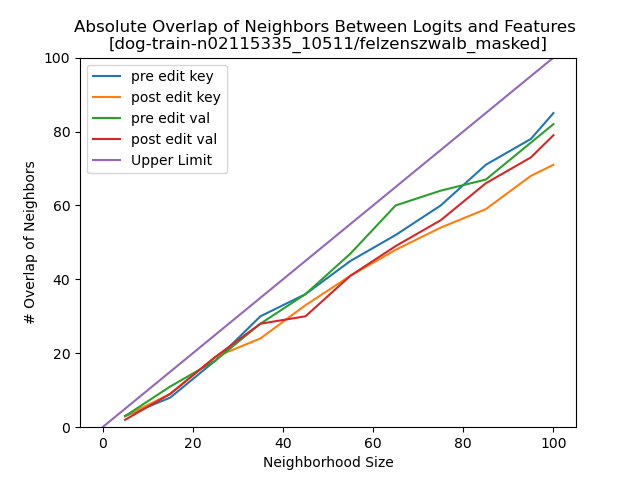 Absolute Overlap of Neighbors Between Logits and Features
[dog-train-n02115335_10511/felzenszwalb_masked]
pre edit key
post edit key
pre edit val
post edit val
Upper Limit
# Overlap of Neighbors
100
80
60
40
20
0
0 20 40 60 80 100
Neighborhood Size